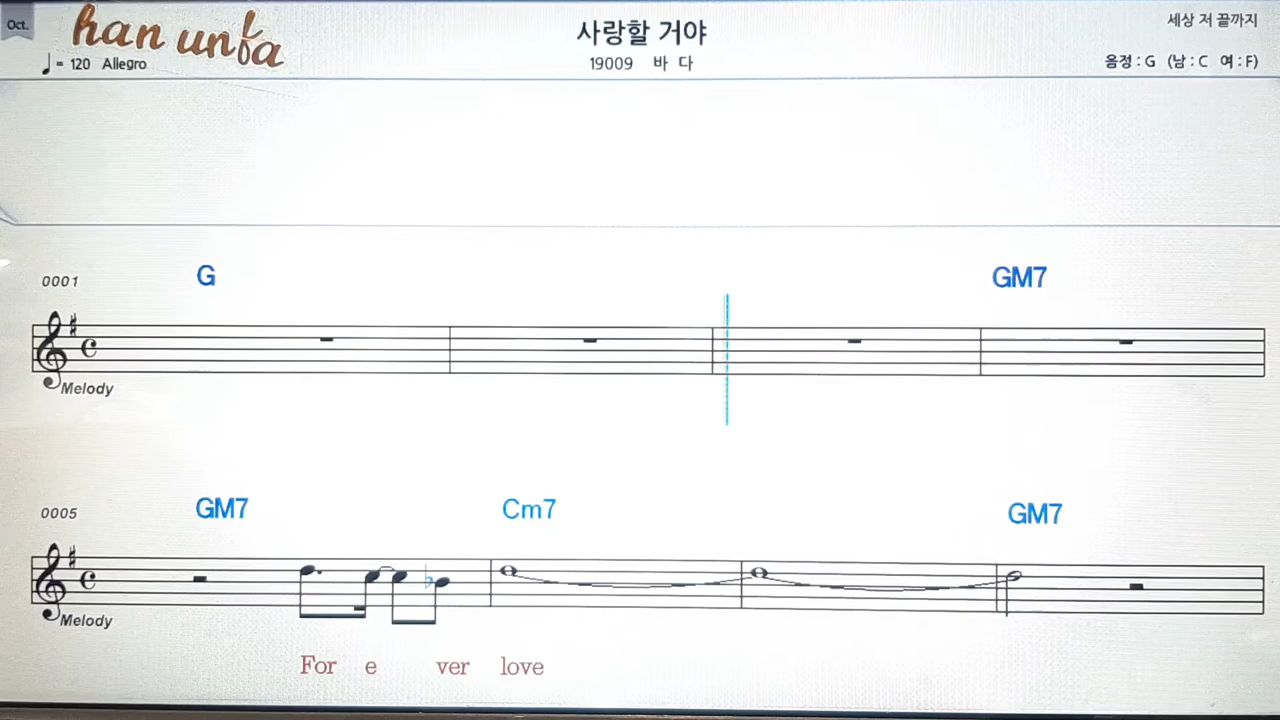 Oct.
han unfa
사랑할 거야
세상 저 끝까지
♩ = 120 Allegro
19009 바 다
음정 : G (남 : C 여 : F)
0001 G GM7
Melody
0005 GM7 Cm7 GM7
Melody
For e ver love